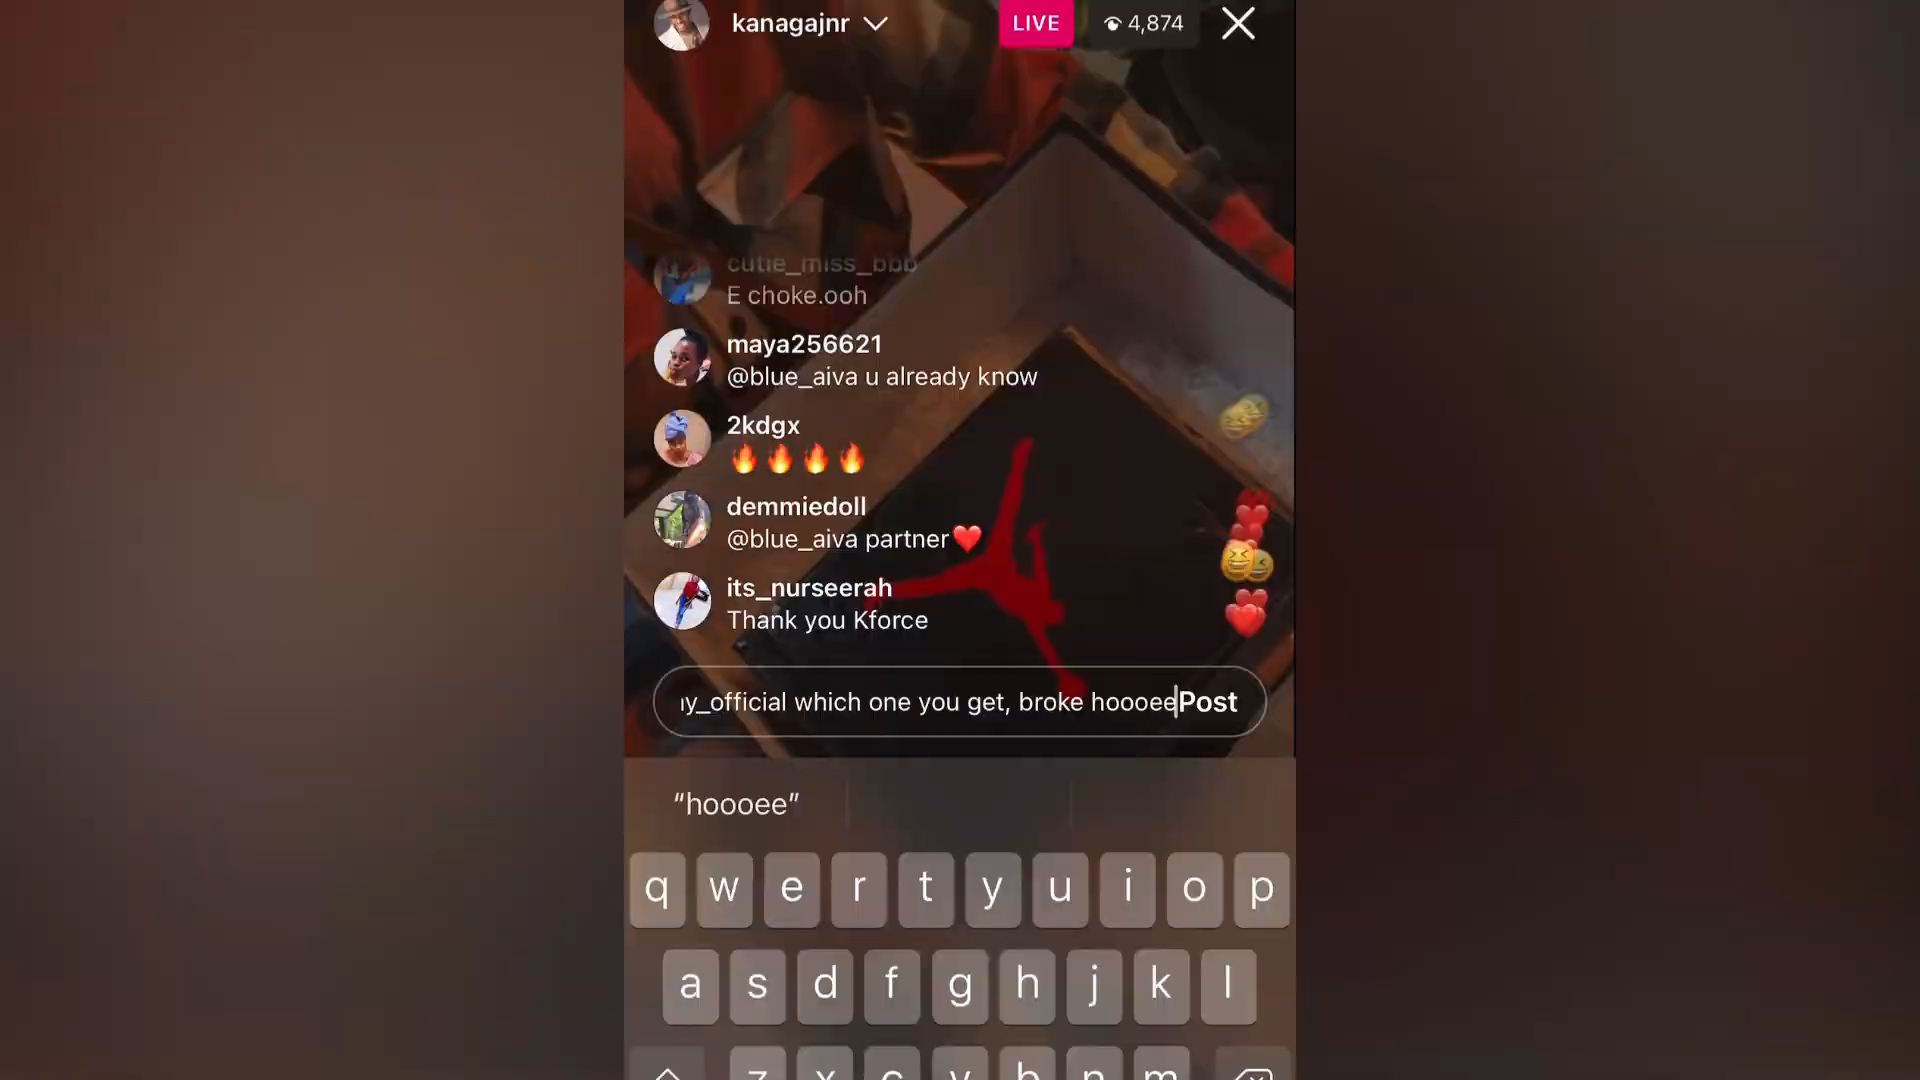 kanagajnr
LIVE
4,874
cutie_miss_bbb
E choke.ooh
maya256621
@blue_aiva u already know
2kdgx
🔥🔥🔥🔥
demmiedoll
@blue_aiva partner❤️
its_nurseerah
Thank you Kforce
y_official which one you get, broke hoooee Post
“hoooee”
q w e r t y u i o p
a s d f g h j k l
z x c v b n m